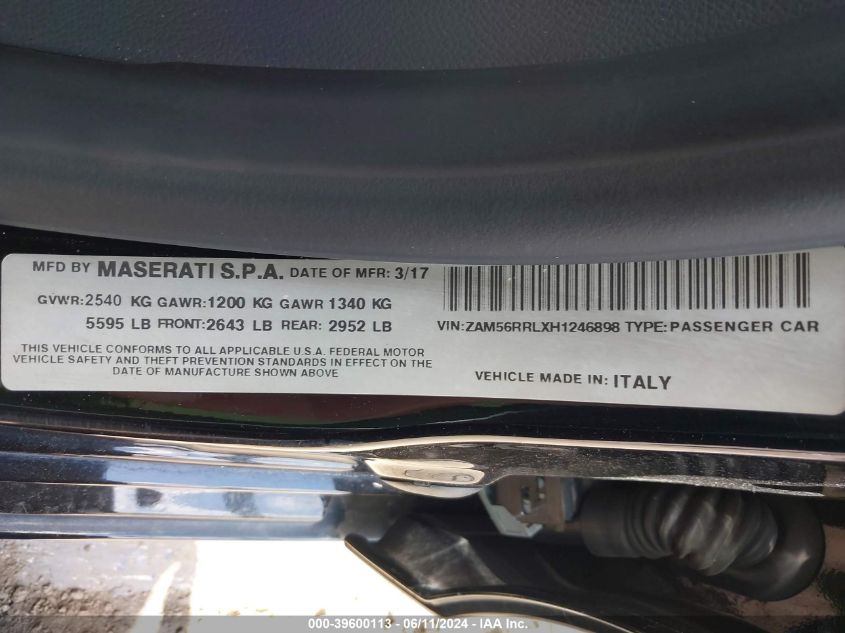 MFD BY MASERATI S.P.A. DATE OF MFR: 3/17
GVWR:2540 KG GAWR:1200 KG GAWR 1340 KG
5595 LB FRONT:2643 LB REAR: 2952 LB
THIS VEHICLE CONFORMS TO ALL APPLICABLE U.S.A. FEDERAL MOTOR
VEHICLE SAFETY AND THEFT PREVENTION STANDARDS IN EFFECT ON THE
DATE OF MANUFACTURE SHOWN ABOVE
VIN:ZAM56RRLXH1246898 TYPE:PASSENGER CAR
VEHICLE MADE IN: ITALY
000-39600113 - 06/11/2024 - IAA Inc.